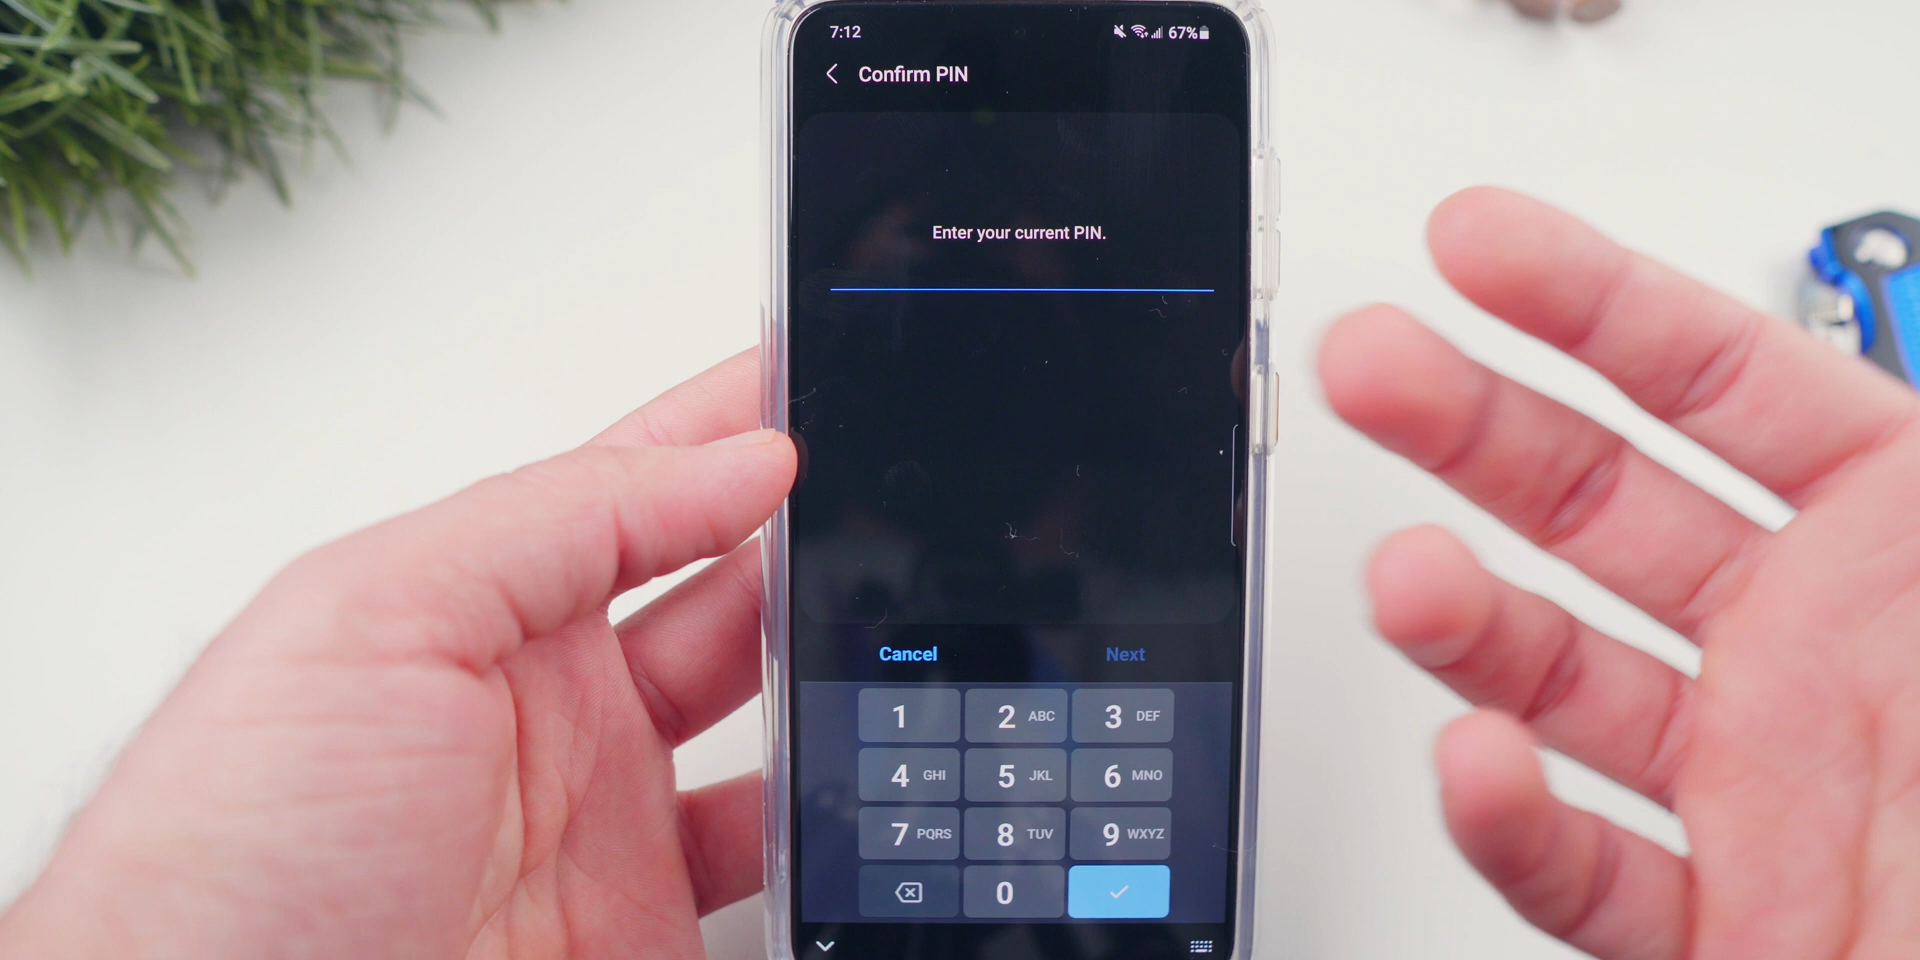 7:12 67%
Confirm PIN
Enter your current PIN.
Cancel Next
1 2 ABC 3 DEF
4 GHI 5 JKL 6 MNO
7 PQRS 8 TUV 9 WXYZ
0